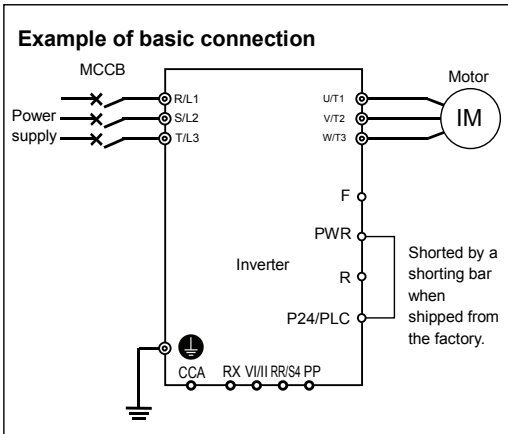 Example of basic connection
MCCB
Motor
R/L1
U/T1
Power
supply
S/L2
V/T2
IM
T/L3
W/T3
F
PWR
Inverter
R
P24/PLC
Shorted by a
shorting bar
when
shipped from
the factory.
CCA RX VI/II RR/S4 PP